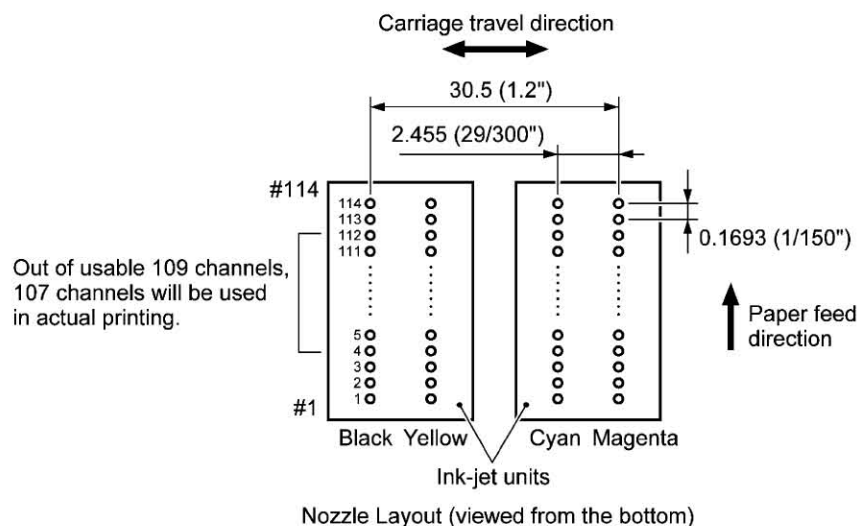 Carriage travel direction
30.5 (1.2")
2.455 (29/300")
#114
114
113
112
111
0.1693 (1/150")
Out of usable 109 channels,
107 channels will be used
in actual printing.
Paper feed
direction
5
4
3
2
1
#1
Black Yellow Cyan Magenta
Ink-jet units
Nozzle Layout (viewed from the bottom)